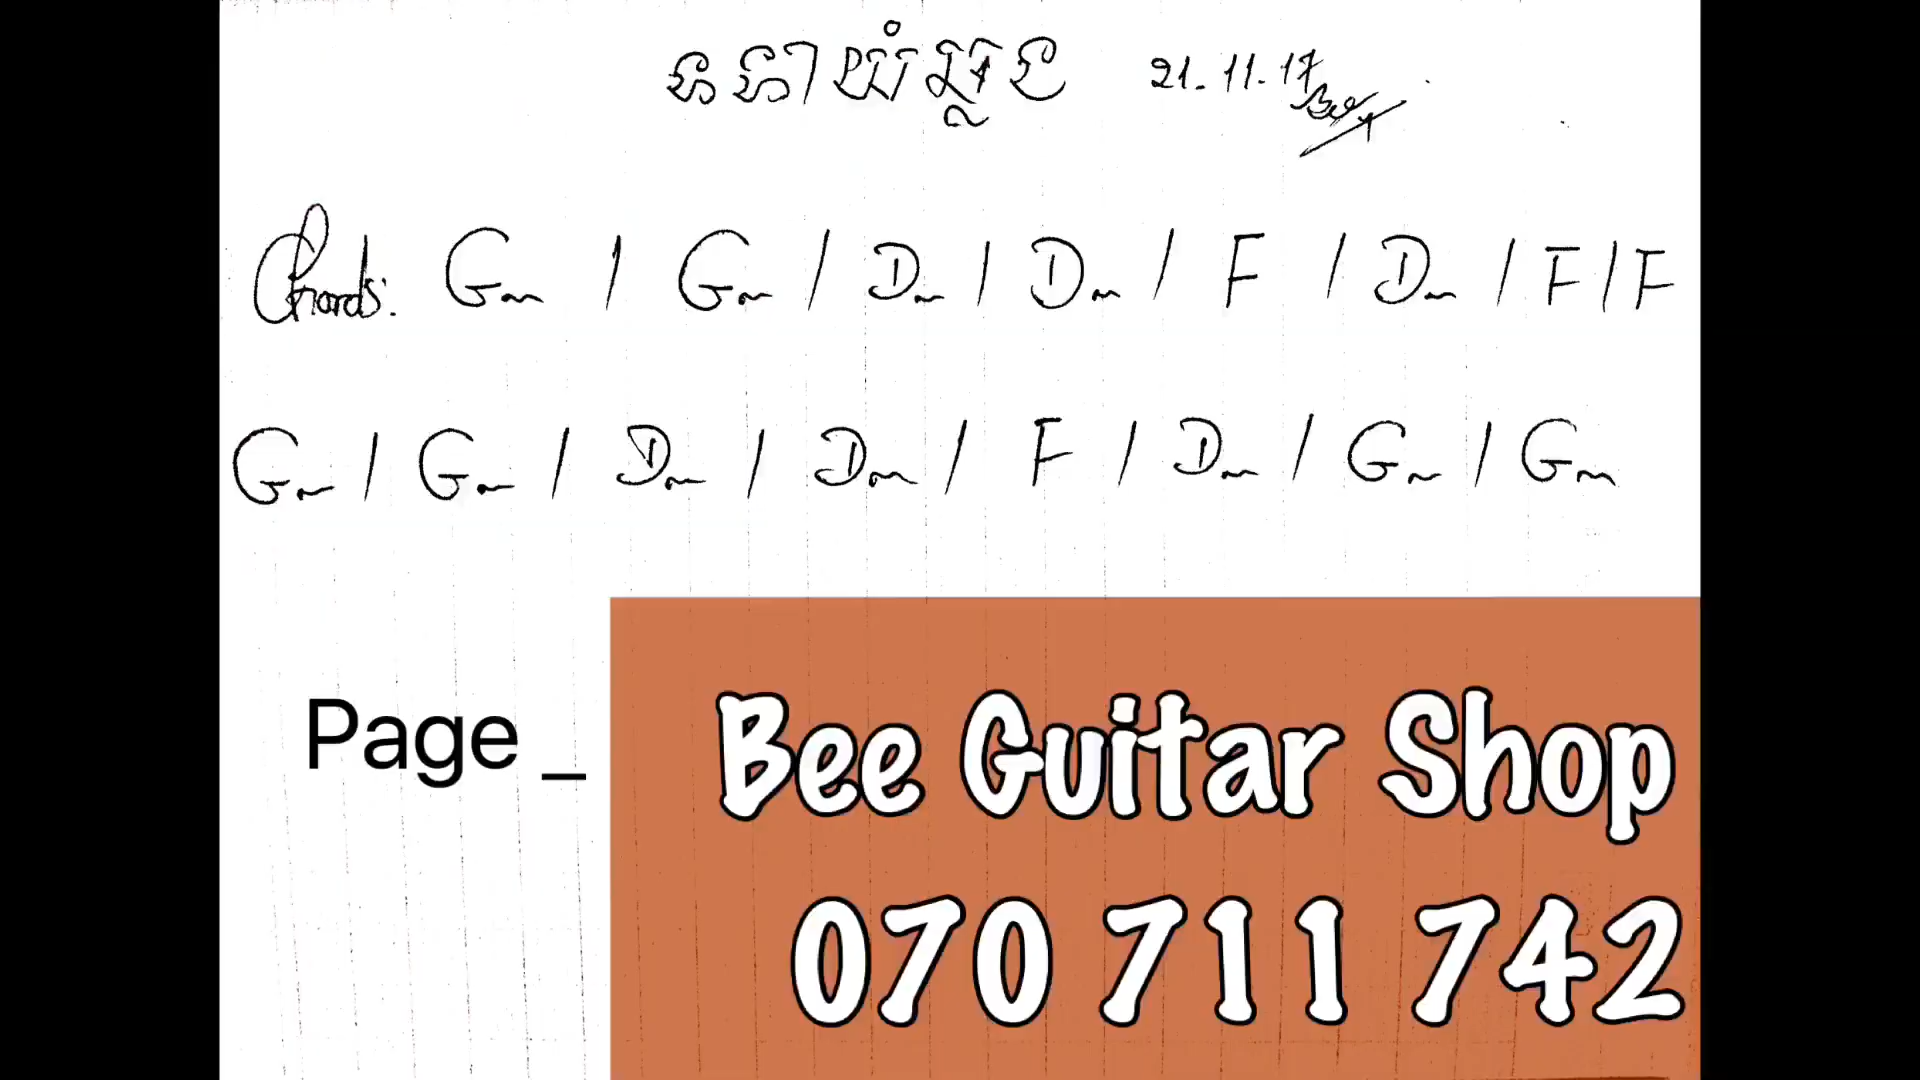 21.11.17
Chords: Gm / Gm / Dm / Dm / F / Dm / F / F
Gm / Gm / Dm / Dm / F / Dm / Gm / Gm
Page _
Bee Guitar Shop
070 711 742